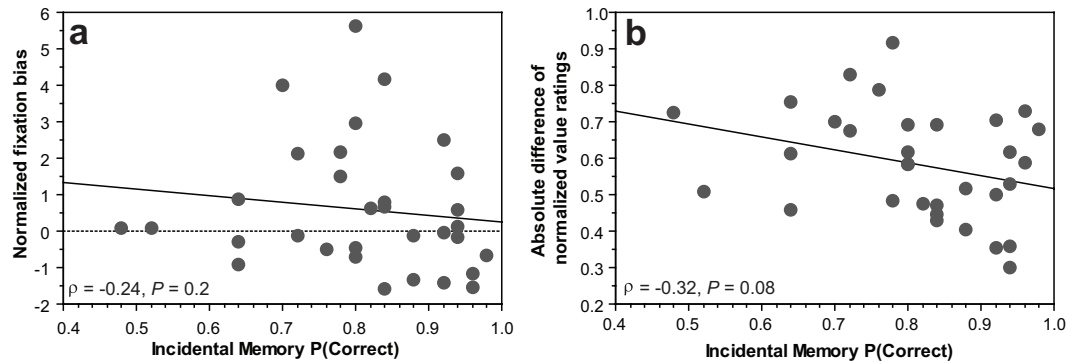 a
Normalized fixation bias
6
5
4
3
2
1
0
-1
-2
ρ = -0.24, P = 0.2
0.4 0.5 0.6 0.7 0.8 0.9 1.0
Incidental Memory P(Correct)
b
Absolute difference of
normalized value ratings
1.0
0.9
0.8
0.7
0.6
0.5
0.4
0.3
0.2
ρ = -0.32, P = 0.08
0.4 0.5 0.6 0.7 0.8 0.9 1.0
Incidental Memory P(Correct)